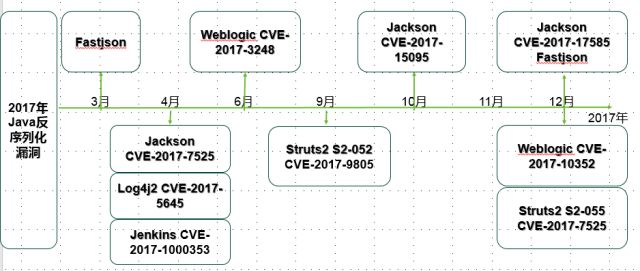 Fastjson
Weblogic CVE-
2017-3248
Jackson
CVE-2017-
15095
Jackson
CVE-2017-17585
Fastjson
2017年
Java反
序列化
漏洞
3月
4月
6月
9月
10月
11月
12月
2017年
Jackson
CVE-2017-7525
Log4j2 CVE-2017-
5645
Jenkins CVE-
2017-1000353
Struts2 S2-052
CVE-2017-9805
Weblogic CVE-
2017-10352
Struts2 S2-055
CVE-2017-7525